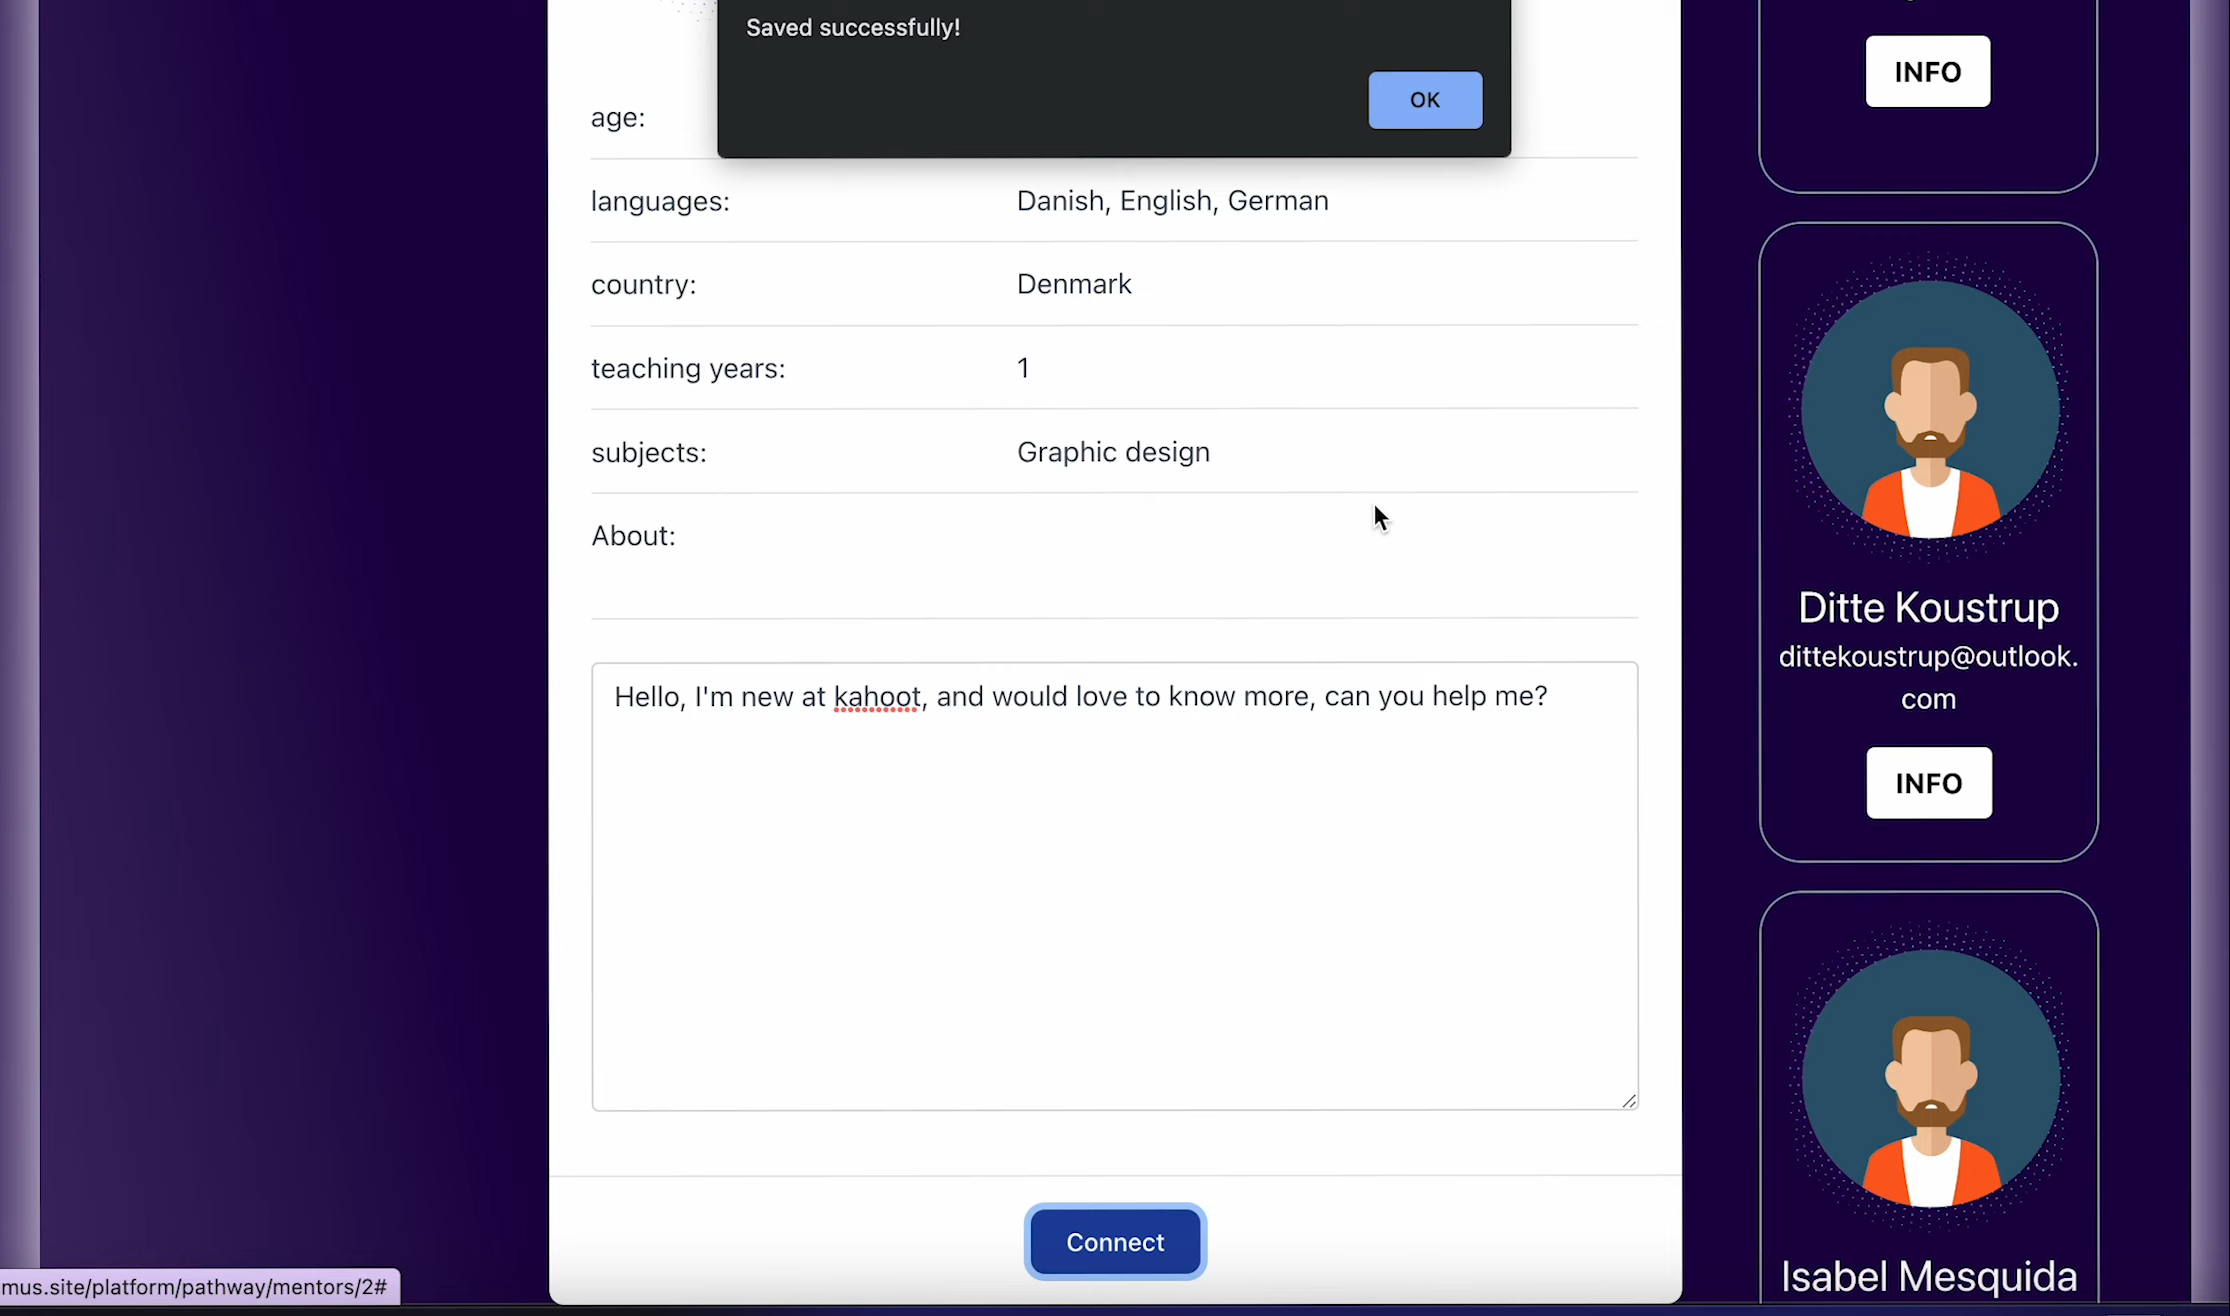 Saved successfully!
OK
age:
languages: Danish, English, German
country: Denmark
teaching years: 1
subjects: Graphic design
About:
Hello, I'm new at kahoot, and would love to know more, can you help me?
Connect
INFO
Ditte Koustrup
dittekoustrup@outlook.
com
INFO
Isabel Mesquida
mus.site/platform/pathway/mentors/2#